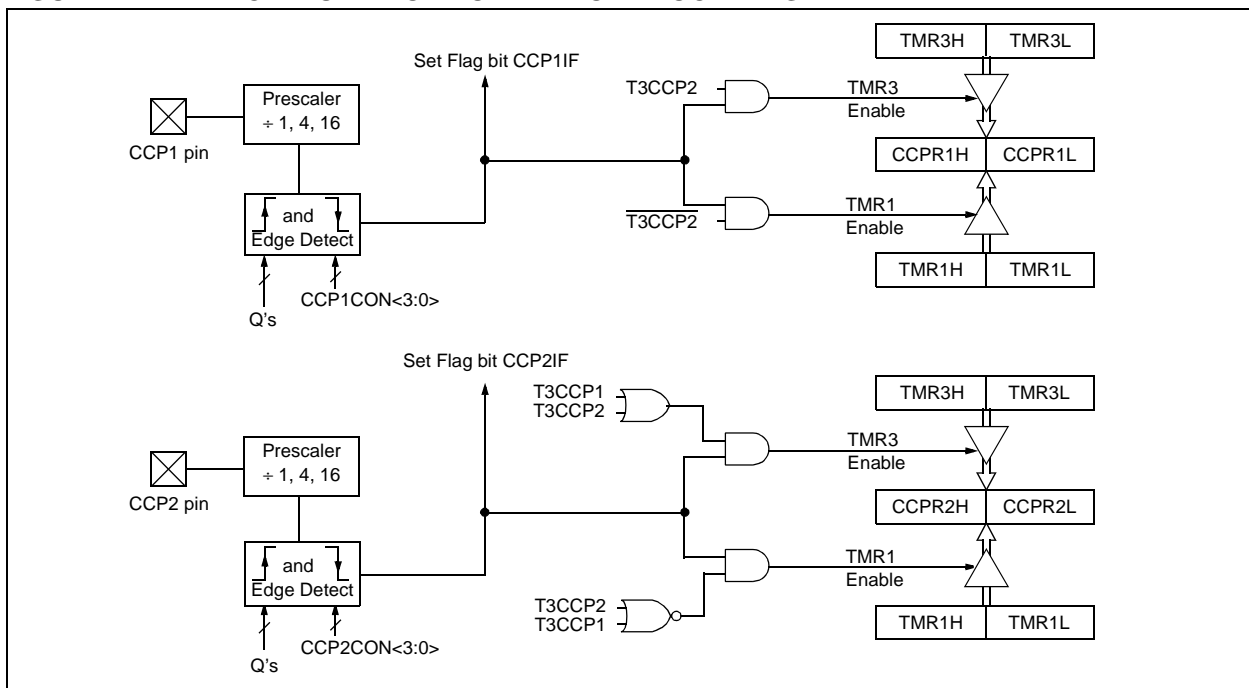 TMR3H TMR3L
Set Flag bit CCP1IF
T3CCP2
TMR3
Enable
Prescaler
÷ 1, 4, 16
CCP1 pin
CCPR1H CCPR1L
and
Edge Detect
T3CCP2
TMR1
Enable
TMR1H TMR1L
CCP1CON<3:0>
Q's
Set Flag bit CCP2IF
TMR3H TMR3L
T3CCP1
T3CCP2
TMR3
Enable
Prescaler
÷ 1, 4, 16
CCP2 pin
CCPR2H CCPR2L
and
Edge Detect
TMR1
Enable
T3CCP2
T3CCP1
TMR1H TMR1L
CCP2CON<3:0>
Q's